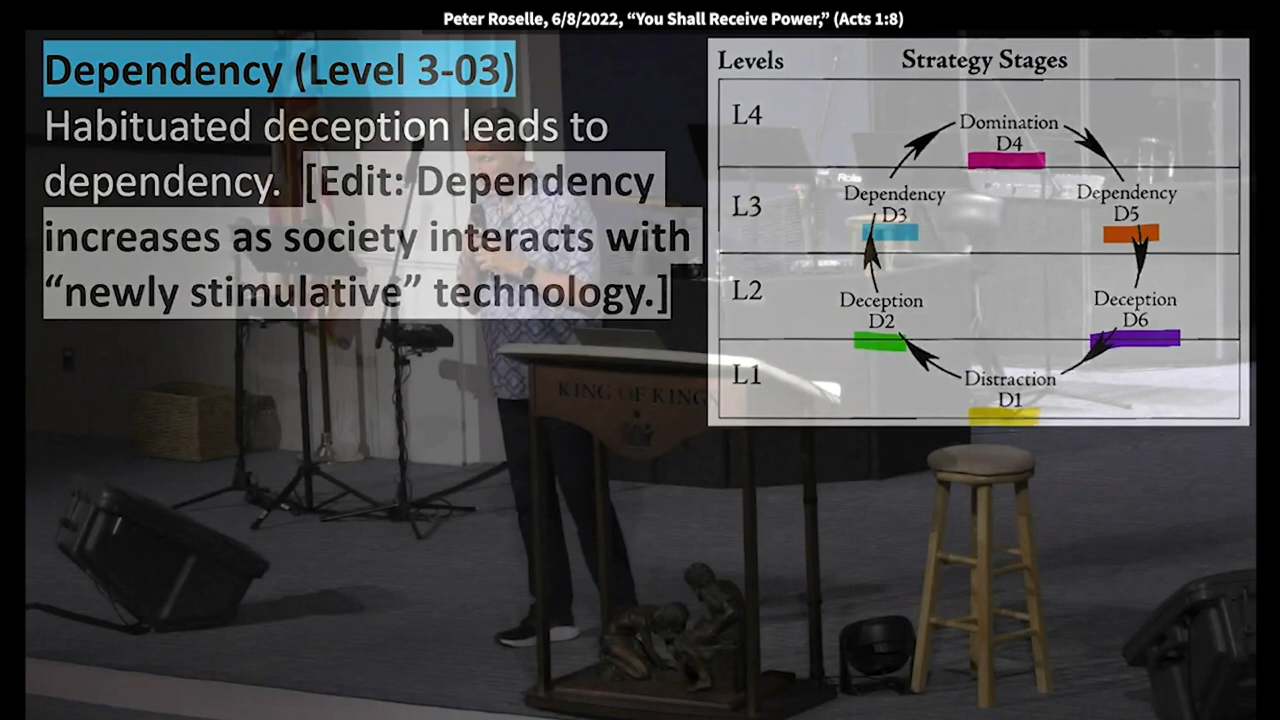 Peter Roselle, 6/8/2022, “You Shall Receive Power,” (Acts 1:8)
Dependency (Level 3-03)
Habituated deception leads to
dependency. [Edit: Dependency
increases as society interacts with
“newly stimulative” technology.]
Levels
Strategy Stages
L4
Domination
D4
L3
Dependency
D3
Dependency
D5
L2
Deception
D2
Deception
D6
L1
Distraction
D1
KING OF KING